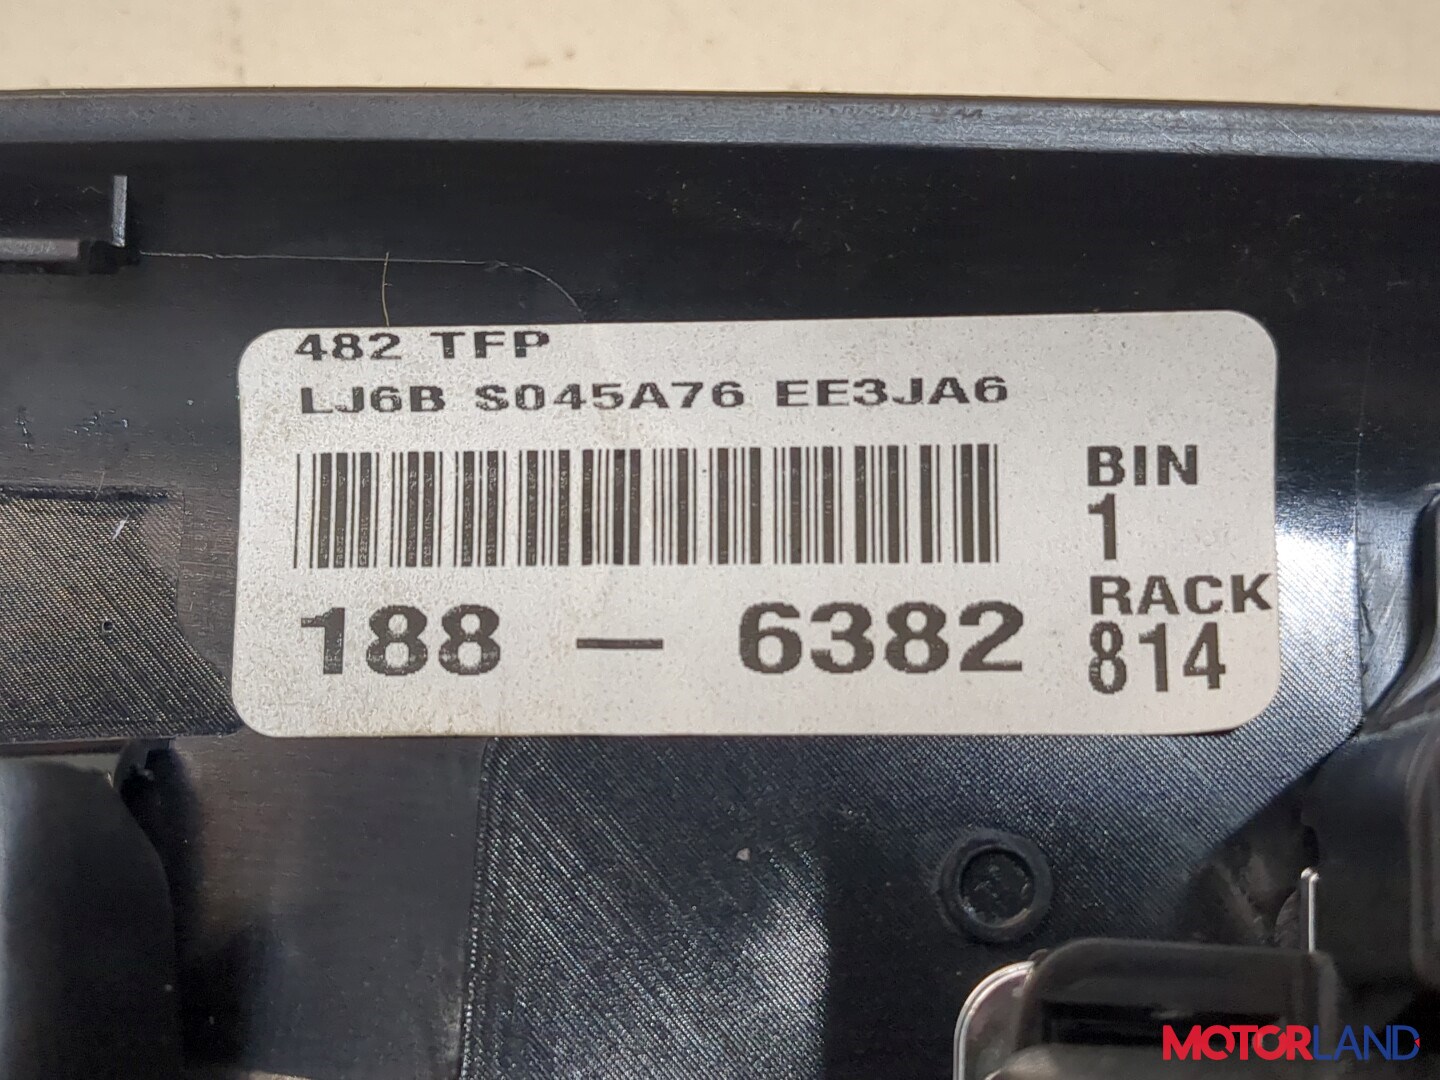 482 TFP
LJ6B S045A76 EE3JA6
BIN
1
188 - 6382
RACK
814
MOTORLAND